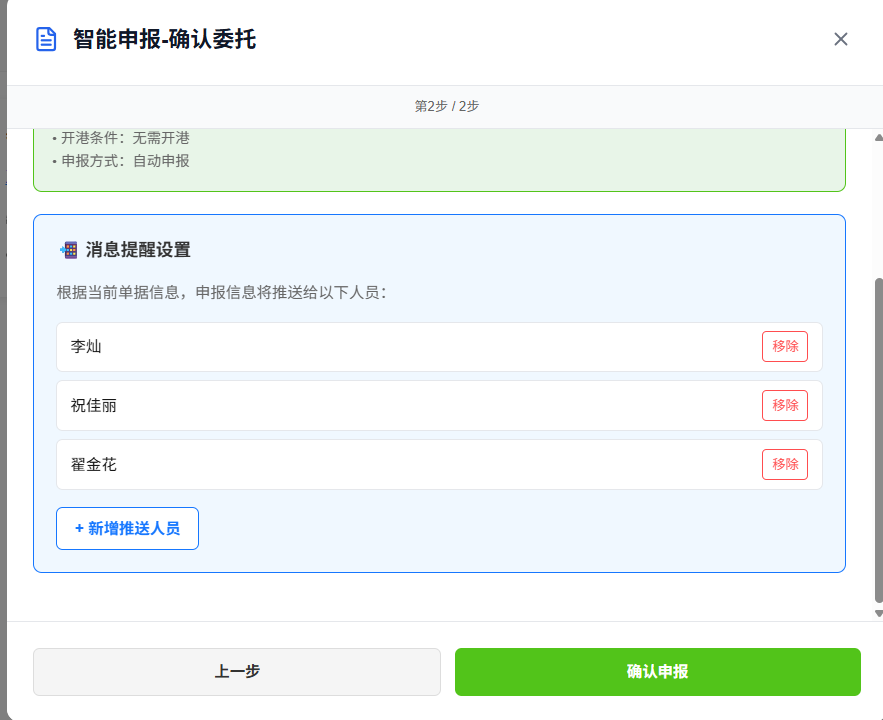 智能申报-确认委托
第2步 / 2步
• 开港条件：无需开港
• 申报方式：自动申报
消息提醒设置
根据当前单据信息，申报信息将推送给以下人员：
李灿
移除
祝佳丽
移除
翟金花
移除
+ 新增推送人员
上一步
确认申报